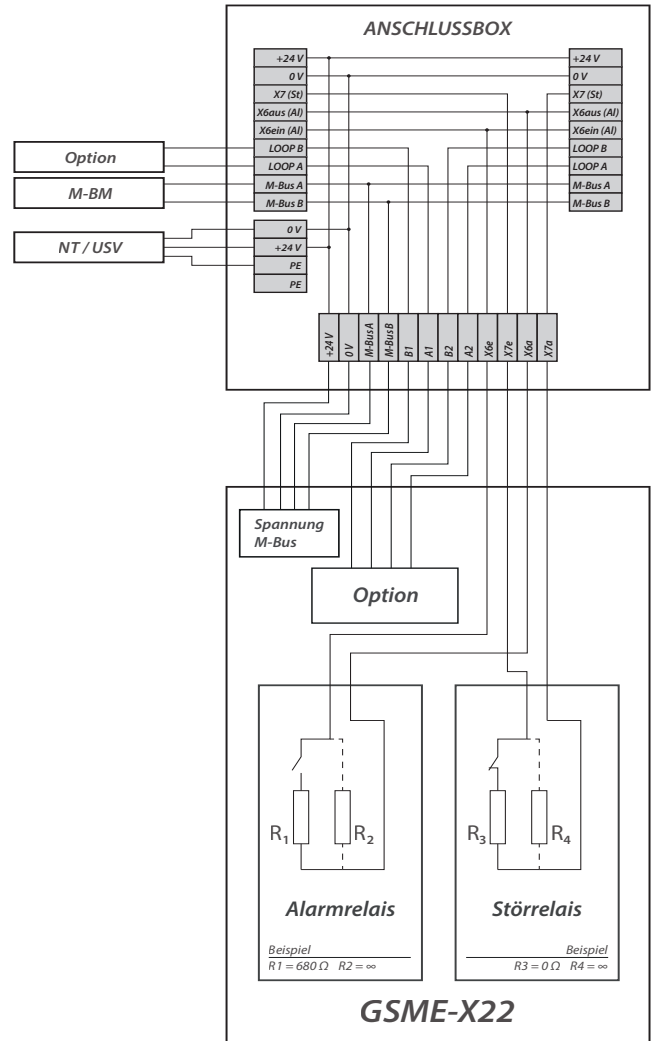 ANSCHLUSSBOX
+24 V
0 V
X7 (St)
X6aus (Al)
X6ein (Al)
LOOP B
LOOP A
M-Bus A
M-Bus B
+24 V
0 V
X7 (St)
X6aus (Al)
X6ein (Al)
LOOP B
LOOP A
M-Bus A
M-Bus B
Option
M-BM
NT / USV
0 V
+24 V
PE
PE
+24 V
0 V
M-Bus A
M-Bus B
B1
A1
B2
A2
X6e
X7e
X6a
X7a
Spannung
M-Bus
Option
R1
R2
R3
R4
Alarmrelais
Beispiel
R1 = 680 Ω R2 = ∞
Störrelais
Beispiel
R3 = 0 Ω R4 = ∞
GSME-X22